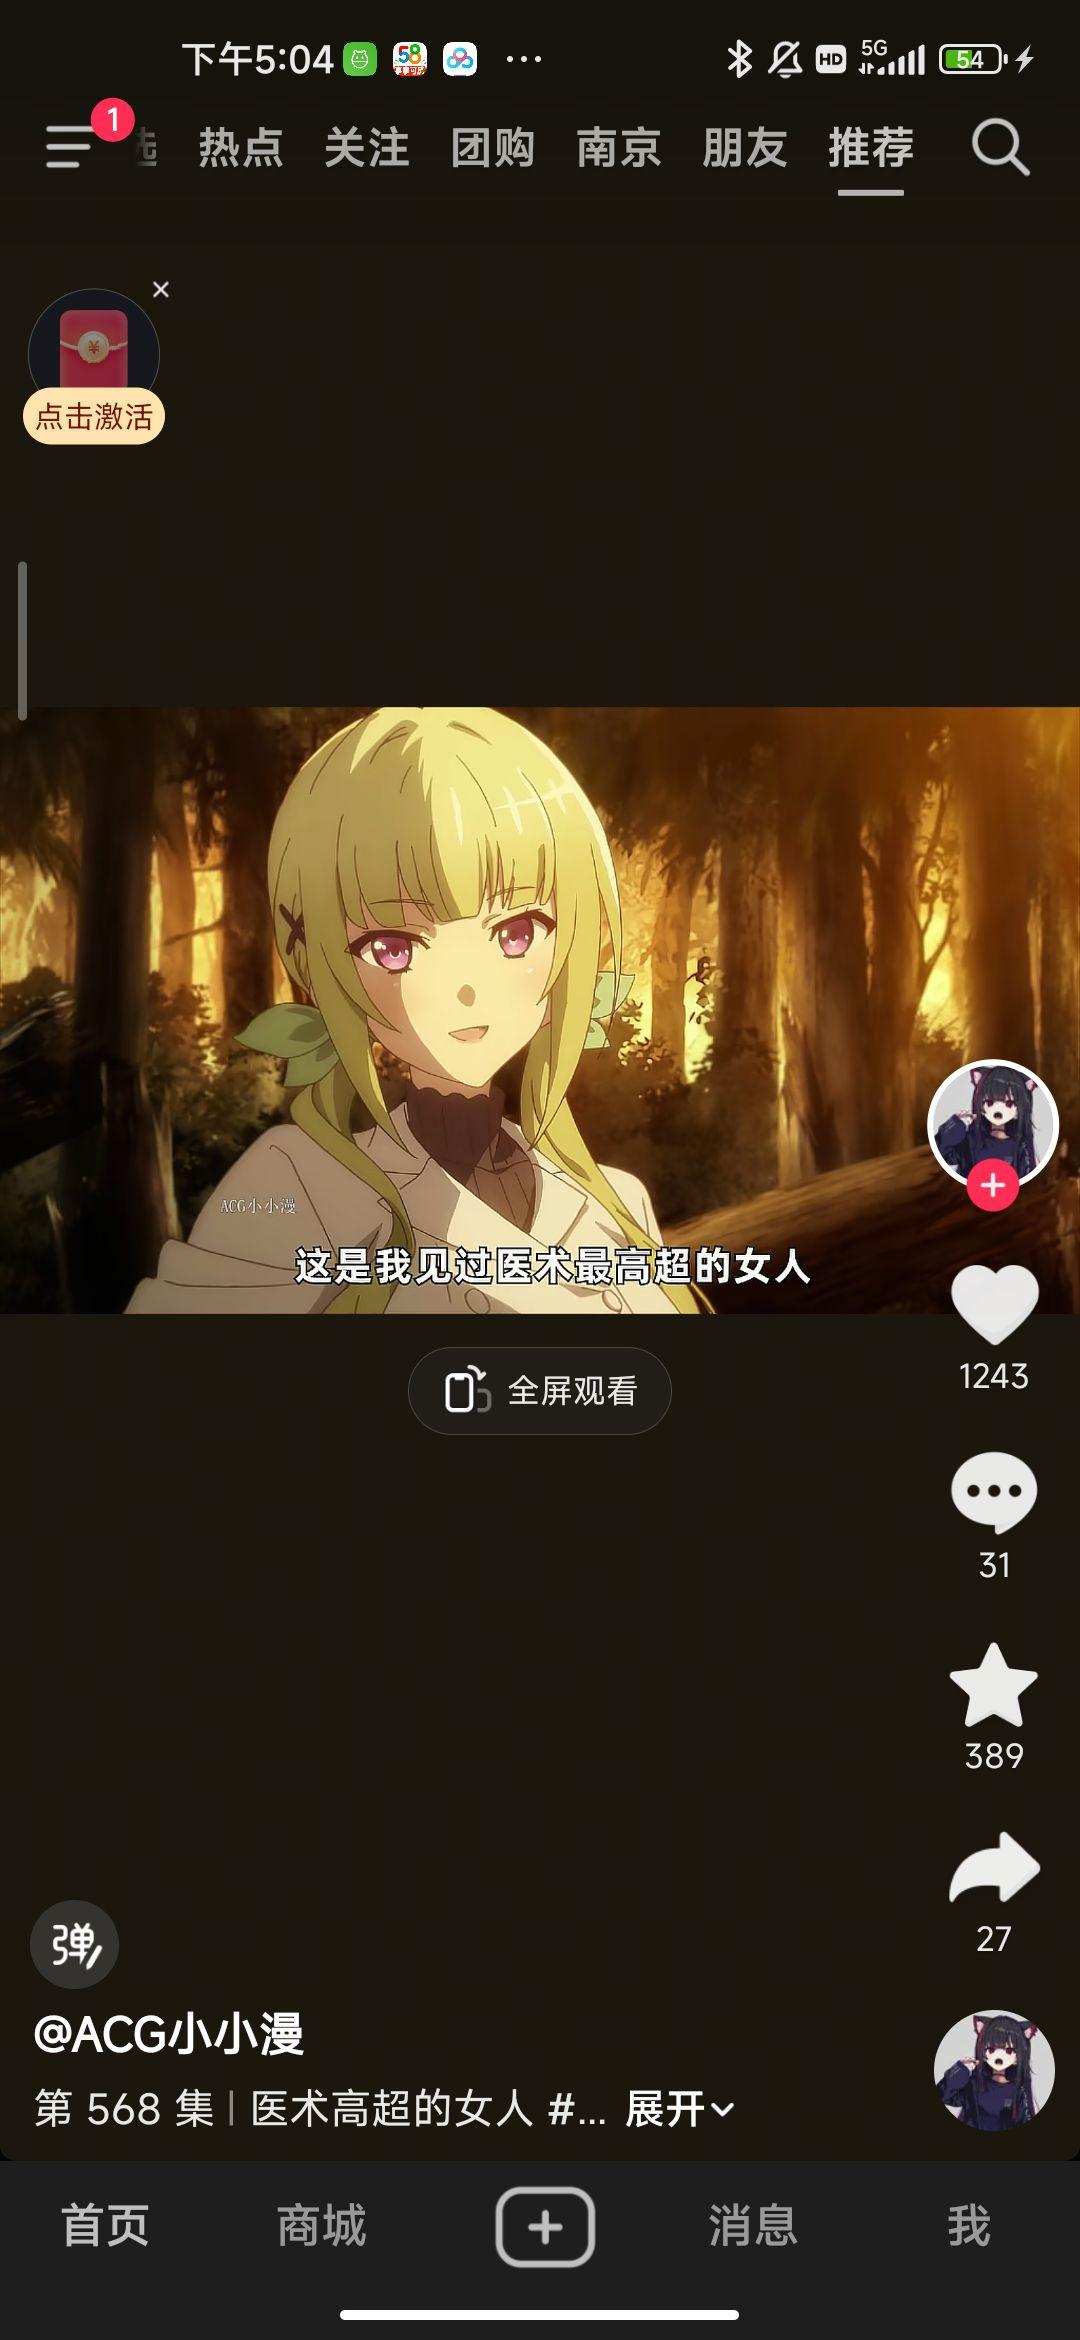 下午5:04
58
HD
5G
54
1
选 热点 关注 团购 南京 朋友 推荐
¥
点击激活
ACG小小漫
这是我见过医术最高超的女人
全屏观看
1243
31
389
27
弹
@ACG小小漫
第 568 集 | 医术高超的女人 #... 展开
首页 商城 消息 我